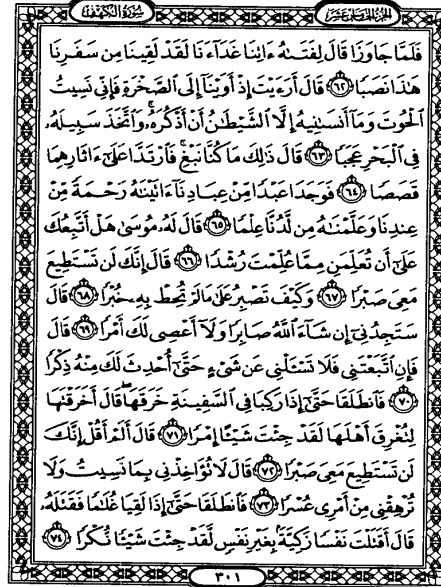 سورة الكهف
الجزء الخامس عشر
فَلَمَّا جَاوَزَا قَالَ لِفَتَىٰهُ ءَاتِنَا غَدَآءَنَا لَقَدْ لَقِينَا مِن سَفَرِنَا
هَٰذَا نَصَبًا ٦٢ قَالَ أَرَءَيْتَ إِذْ أَوَيْنَآ إِلَى ٱلصَّخْرَةِ فَإِنِّى نَسِيتُ
ٱلْحُوتَ وَمَآ أَنسَىٰنِيهُ إِلَّا ٱلشَّيْطَٰنُ أَنْ أَذْكُرَهُۥ وَٱتَّخَذَ سَبِيلَهُۥ
فِى ٱلْبَحْرِ عَجَبًا ٦٣ قَالَ ذَٰلِكَ مَا كُنَّا نَبْغِ فَٱرْتَدَّا عَلَىٰٓ ءَاثَارِهِمَا
قَصَصًا ٦٤ فَوَجَدَا عَبْدًا مِّنْ عِبَادِنَآ ءَاتَيْنَٰهُ رَحْمَةً مِّنْ
عِندِنَا وَعَلَّمْنَٰهُ مِن لَّدُنَّا عِلْمًا ٦٥ قَالَ لَهُۥ مُوسَىٰ هَلْ أَتَّبِعُكَ
عَلَىٰٓ أَن تُعَلِّمَنِ مِمَّا عُلِّمْتَ رُشْدًا ٦٦ قَالَ إِنَّكَ لَن تَسْتَطِيعَ
مَعِىَ صَبْرًا ٦٧ وَكَيْفَ تَصْبِرُ عَلَىٰ مَا لَمْ تُحِطْ بِهِۦ خُبْرًا ٦٨ قَالَ
سَتَجِدُنِىٓ إِن شَآءَ ٱللَّهُ صَابِرًا وَلَآ أَعْصِى لَكَ أَمْرًا ٦٩ قَالَ
فَإِنِ ٱتَّبَعْتَنِى فَلَا تَسْـَٔلْنِى عَن شَىْءٍ حَتَّىٰٓ أُحْدِثَ لَكَ مِنْهُ ذِكْرًا
٧٠ فَٱنطَلَقَا حَتَّىٰٓ إِذَا رَكِبَا فِى ٱلسَّفِينَةِ خَرَقَهَا قَالَ أَخَرَقْتَهَا
لِتُغْرِقَ أَهْلَهَا لَقَدْ جِئْتَ شَيْـًٔا إِمْرًا ٧١ قَالَ أَلَمْ أَقُلْ إِنَّكَ
لَن تَسْتَطِيعَ مَعِىَ صَبْرًا ٧٢ قَالَ لَا تُؤَاخِذْنِى بِمَا نَسِيتُ وَلَا
تُرْهِقْنِى مِنْ أَمْرِى عُسْرًا ٧٣ فَٱنطَلَقَا حَتَّىٰٓ إِذَا لَقِيَا غُلَٰمًا فَقَتَلَهُۥ
قَالَ أَقَتَلْتَ نَفْسًا زَكِيَّةًۢ بِغَيْرِ نَفْسٍ لَّقَدْ جِئْتَ شَيْـًٔا نُّكْرًا ٧٤
٣٠١